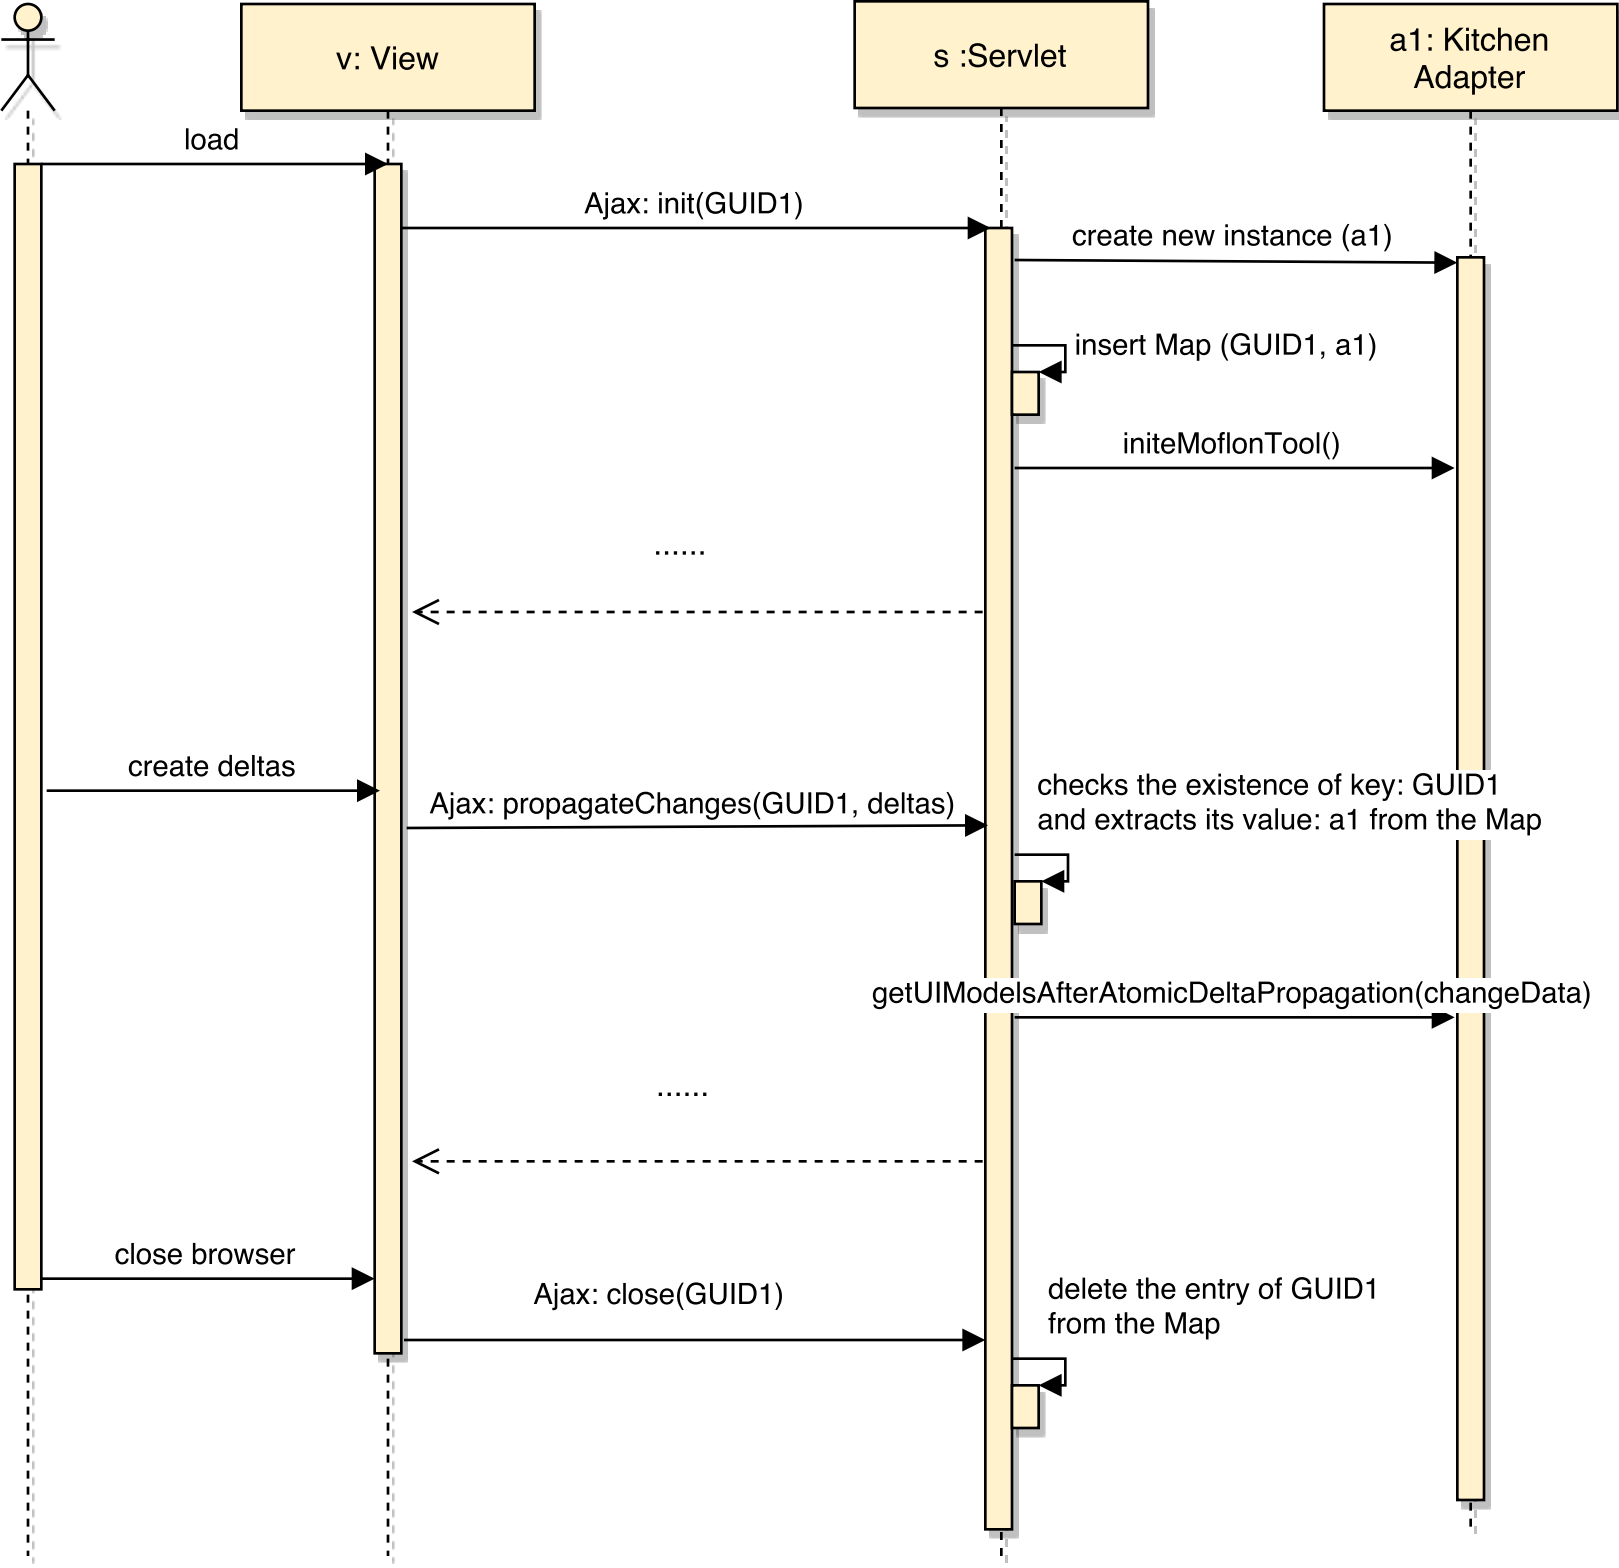 v: View
s :Servlet
a1: Kitchen
Adapter
load
Ajax: init(GUID1)
create new instance (a1)
insert Map (GUID1, a1)
initeMoflonTool()
......
create deltas
Ajax: propagateChanges(GUID1, deltas)
checks the existence of key: GUID1
and extracts its value: a1 from the Map
getUIModelsAfterAtomicDeltaPropagation(changeData)
......
close browser
Ajax: close(GUID1)
delete the entry of GUID1
from the Map